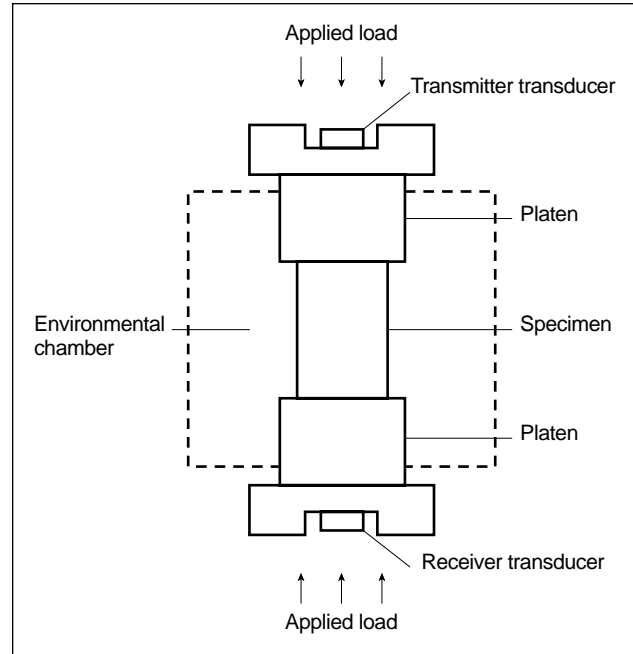 Applied load
Transmitter transducer
Platen
Environmental
chamber
Specimen
Platen
Receiver transducer
Applied load